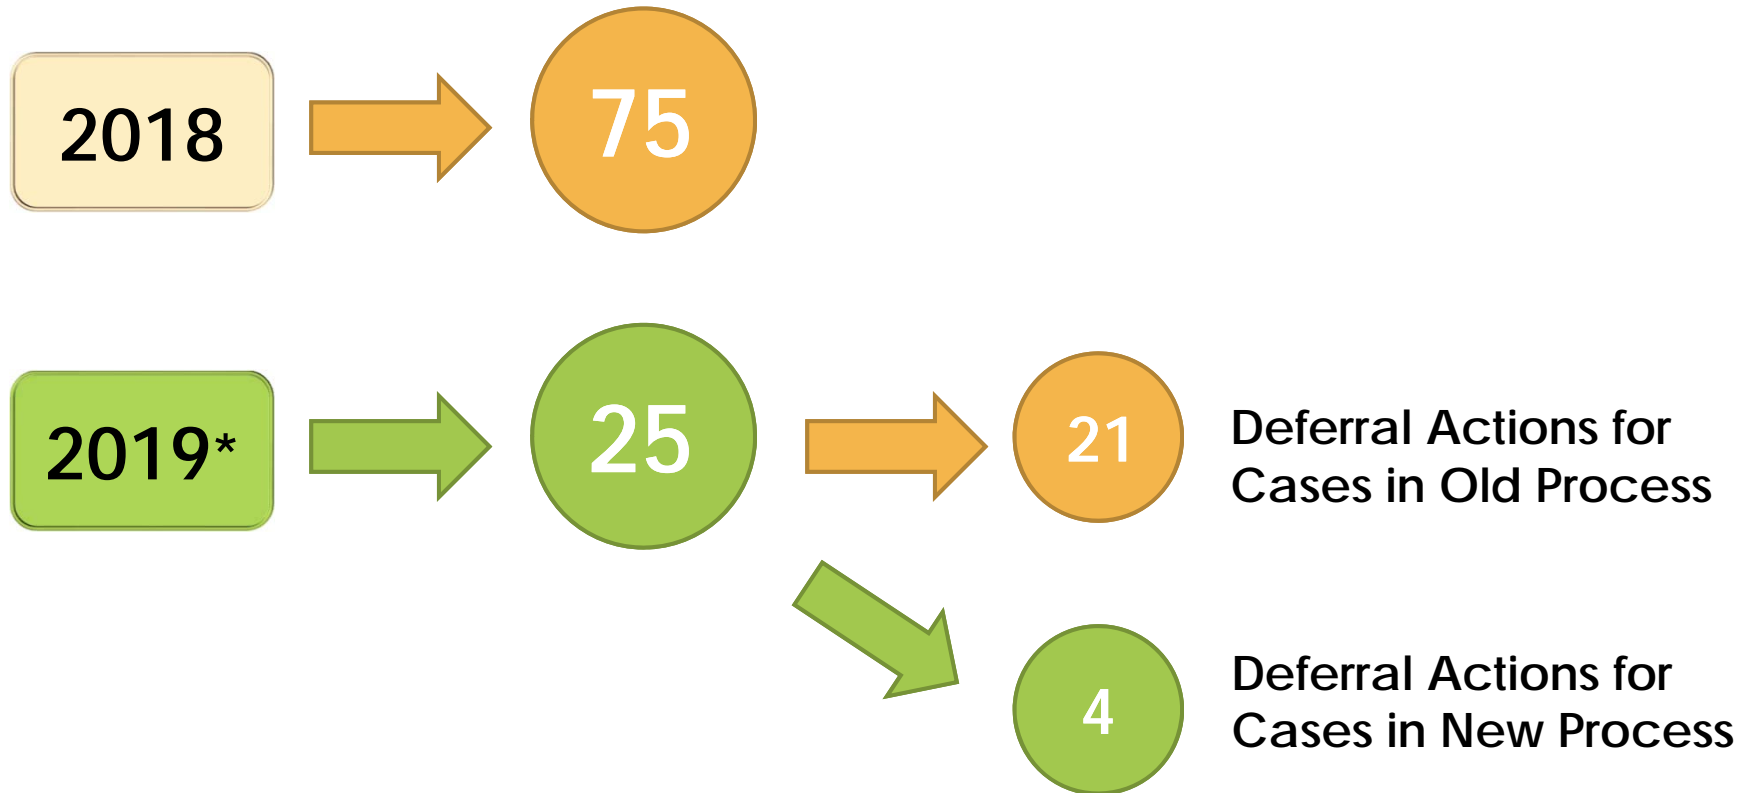 2018
75
2019*
25
21
Deferral Actions for
Cases in Old Process
4
Deferral Actions for
Cases in New Process